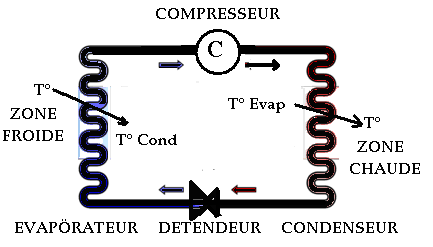 COMPRESSEUR
C
T°
ZONE
FROIDE
T° Cond
T° Evap
T°
ZONE
CHAUDE
EVAPÖRATEUR DETENDEUR CONDENSEUR